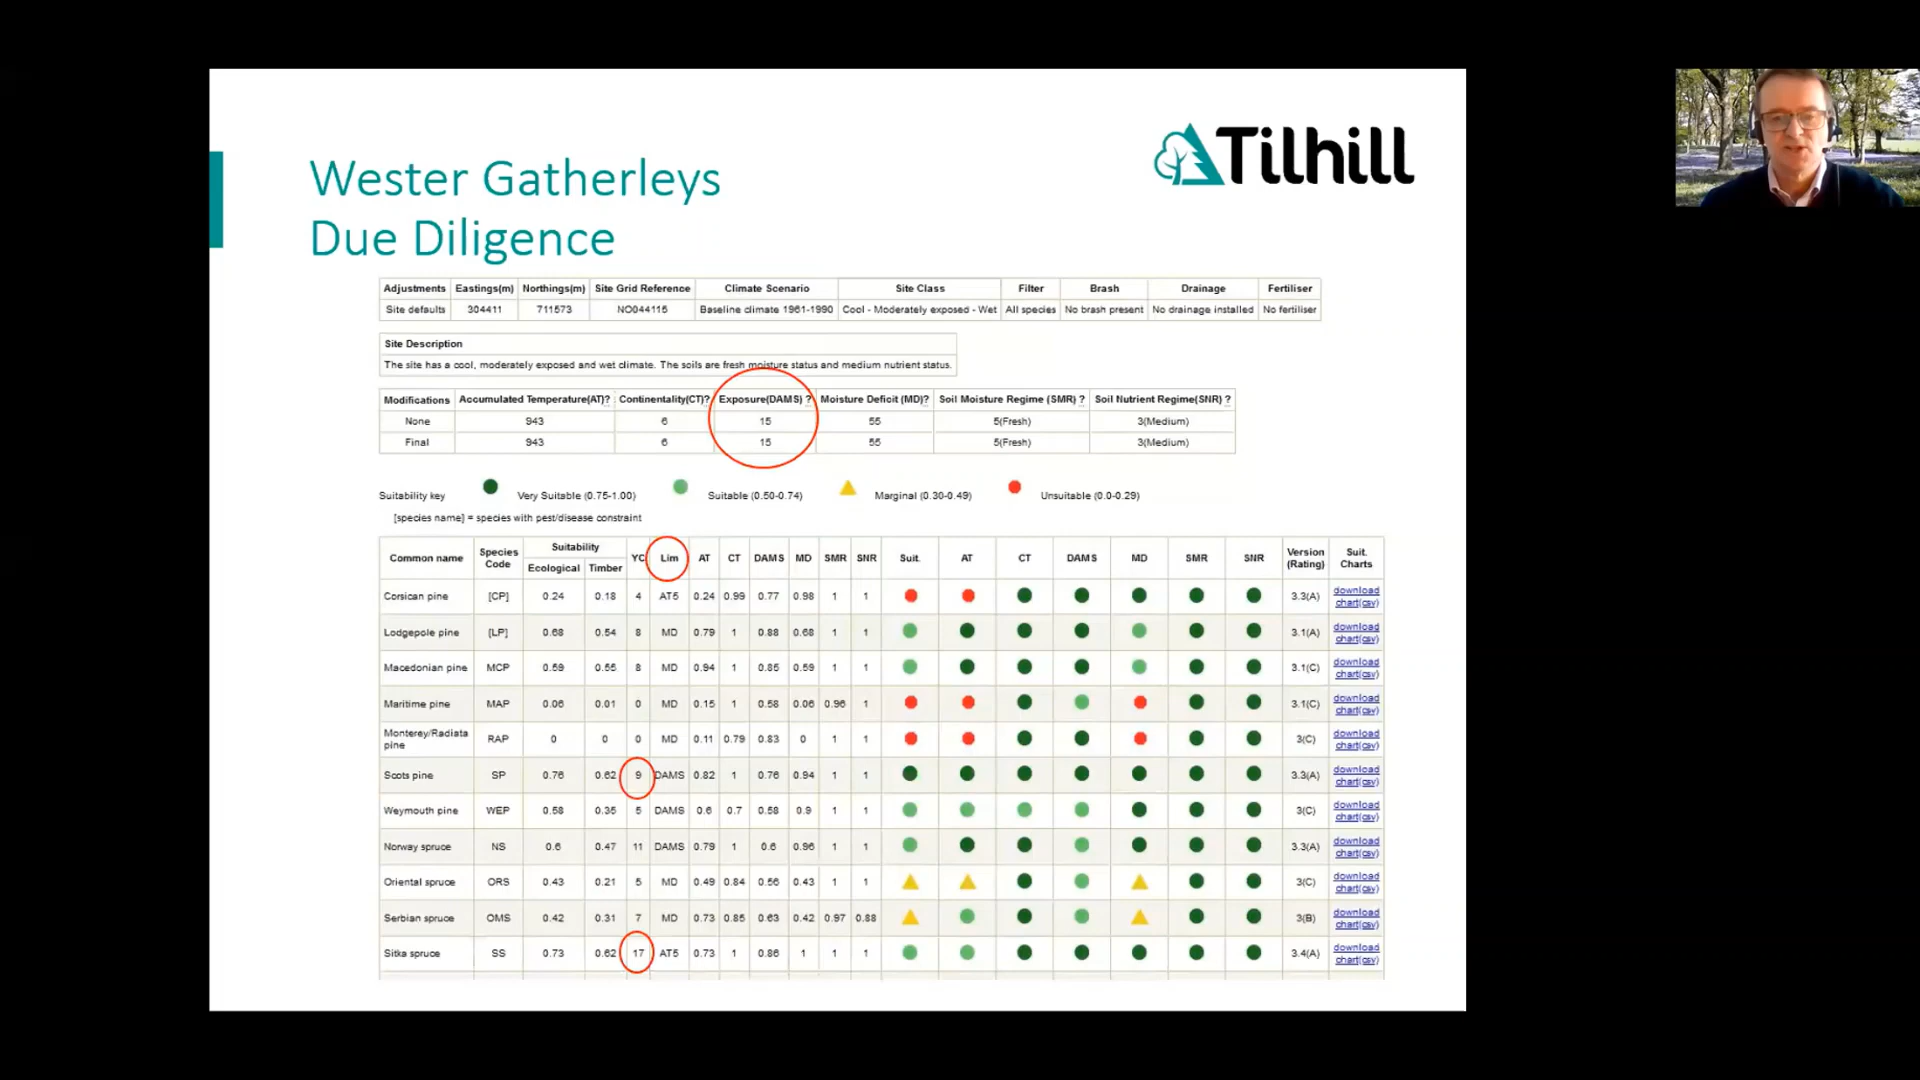 Wester Gatherleys
Due Diligence
Tilhill
Adjustments Eastings(m) Northings(m) Site Grid Reference Climate Scenario Site Class Filter Brash Drainage Fertiliser
Site defaults 304411 711573 NO044115 Baseline climate 1961-1990 Cool - Moderately exposed - Wet All species No brash present No drainage installed No fertiliser
Site Description
The site has a cool, moderately exposed and wet climate. The soils are fresh moisture status and medium nutrient status.
Modifications Accumulated Temperature(AT)? Continentality(CT)? Exposure(DAMS) ? Moisture Deficit (MD)? Soil Moisture Regime (SMR) ? Soil Nutrient Regime(SNR) ?
None 943 6 15 55 5(Fresh) 3(Medium)
Final 943 6 15 55 5(Fresh) 3(Medium)
Suitability key Very Suitable (0.75-1.00) Suitable (0.50-0.74) Marginal (0.30-0.49) Unsuitable (0.0-0.29)
[species name] = species with pest/disease constraint
Common name Species Code Suitability Ecological Timber YC Lim AT CT DAMS MD SMR SNR Suit. AT CT DAMS MD SMR SNR Version (Rating) Suit. Charts
Corsican pine [CP] 0.24 0.18 4 AT5 0.24 0.99 0.77 0.98 1 1 3.3(A) download chart(csv)
Lodgepole pine [LP] 0.68 0.54 8 MD 0.79 1 0.88 0.68 1 1 3.1(A) download chart(csv)
Macedonian pine MCP 0.59 0.55 8 MD 0.94 1 0.85 0.59 1 1 3.1(C) download chart(csv)
Maritime pine MAP 0.06 0.01 0 MD 0.15 1 0.58 0.06 0.96 1 3.1(C) download chart(csv)
Monterey/Radiata pine RAP 0 0 0 MD 0.11 0.79 0.83 0 1 1 3(C) download chart(csv)
Scots pine SP 0.76 0.62 9 DAMS 0.82 1 0.76 0.94 1 1 3.3(A) download chart(csv)
Weymouth pine WEP 0.58 0.35 5 DAMS 0.6 0.7 0.58 0.9 1 1 3(C) download chart(csv)
Norway spruce NS 0.6 0.47 11 DAMS 0.79 1 0.6 0.96 1 1 3.3(A) download chart(csv)
Oriental spruce ORS 0.43 0.21 5 MD 0.49 0.84 0.56 0.43 1 1 3(C) download chart(csv)
Serbian spruce OMS 0.42 0.31 7 MD 0.73 0.85 0.63 0.42 0.97 0.88 3(B) download chart(csv)
Sitka spruce SS 0.73 0.62 17 AT5 0.73 1 0.86 1 1 1 3.4(A) download chart(csv)